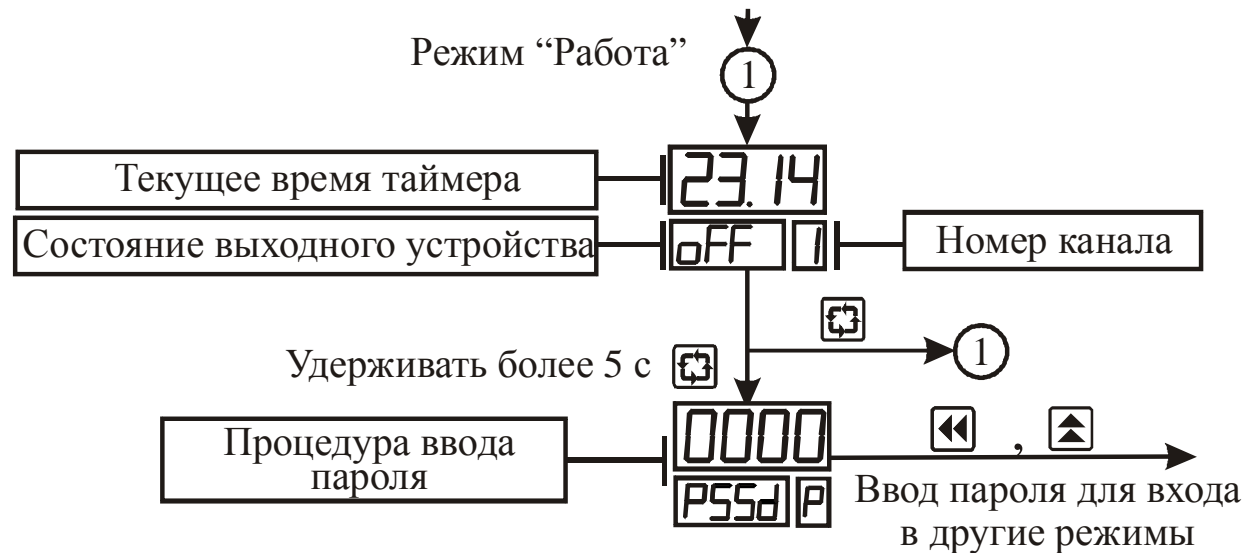 Режим “Работа”
1
Текущее время таймера
23.14
Состояние выходного устройства
oFF 1
Номер канала
Удерживать более 5 с
1
Процедура ввода
пароля
0000
PSSd P
,
Ввод пароля для входа
в другие режимы